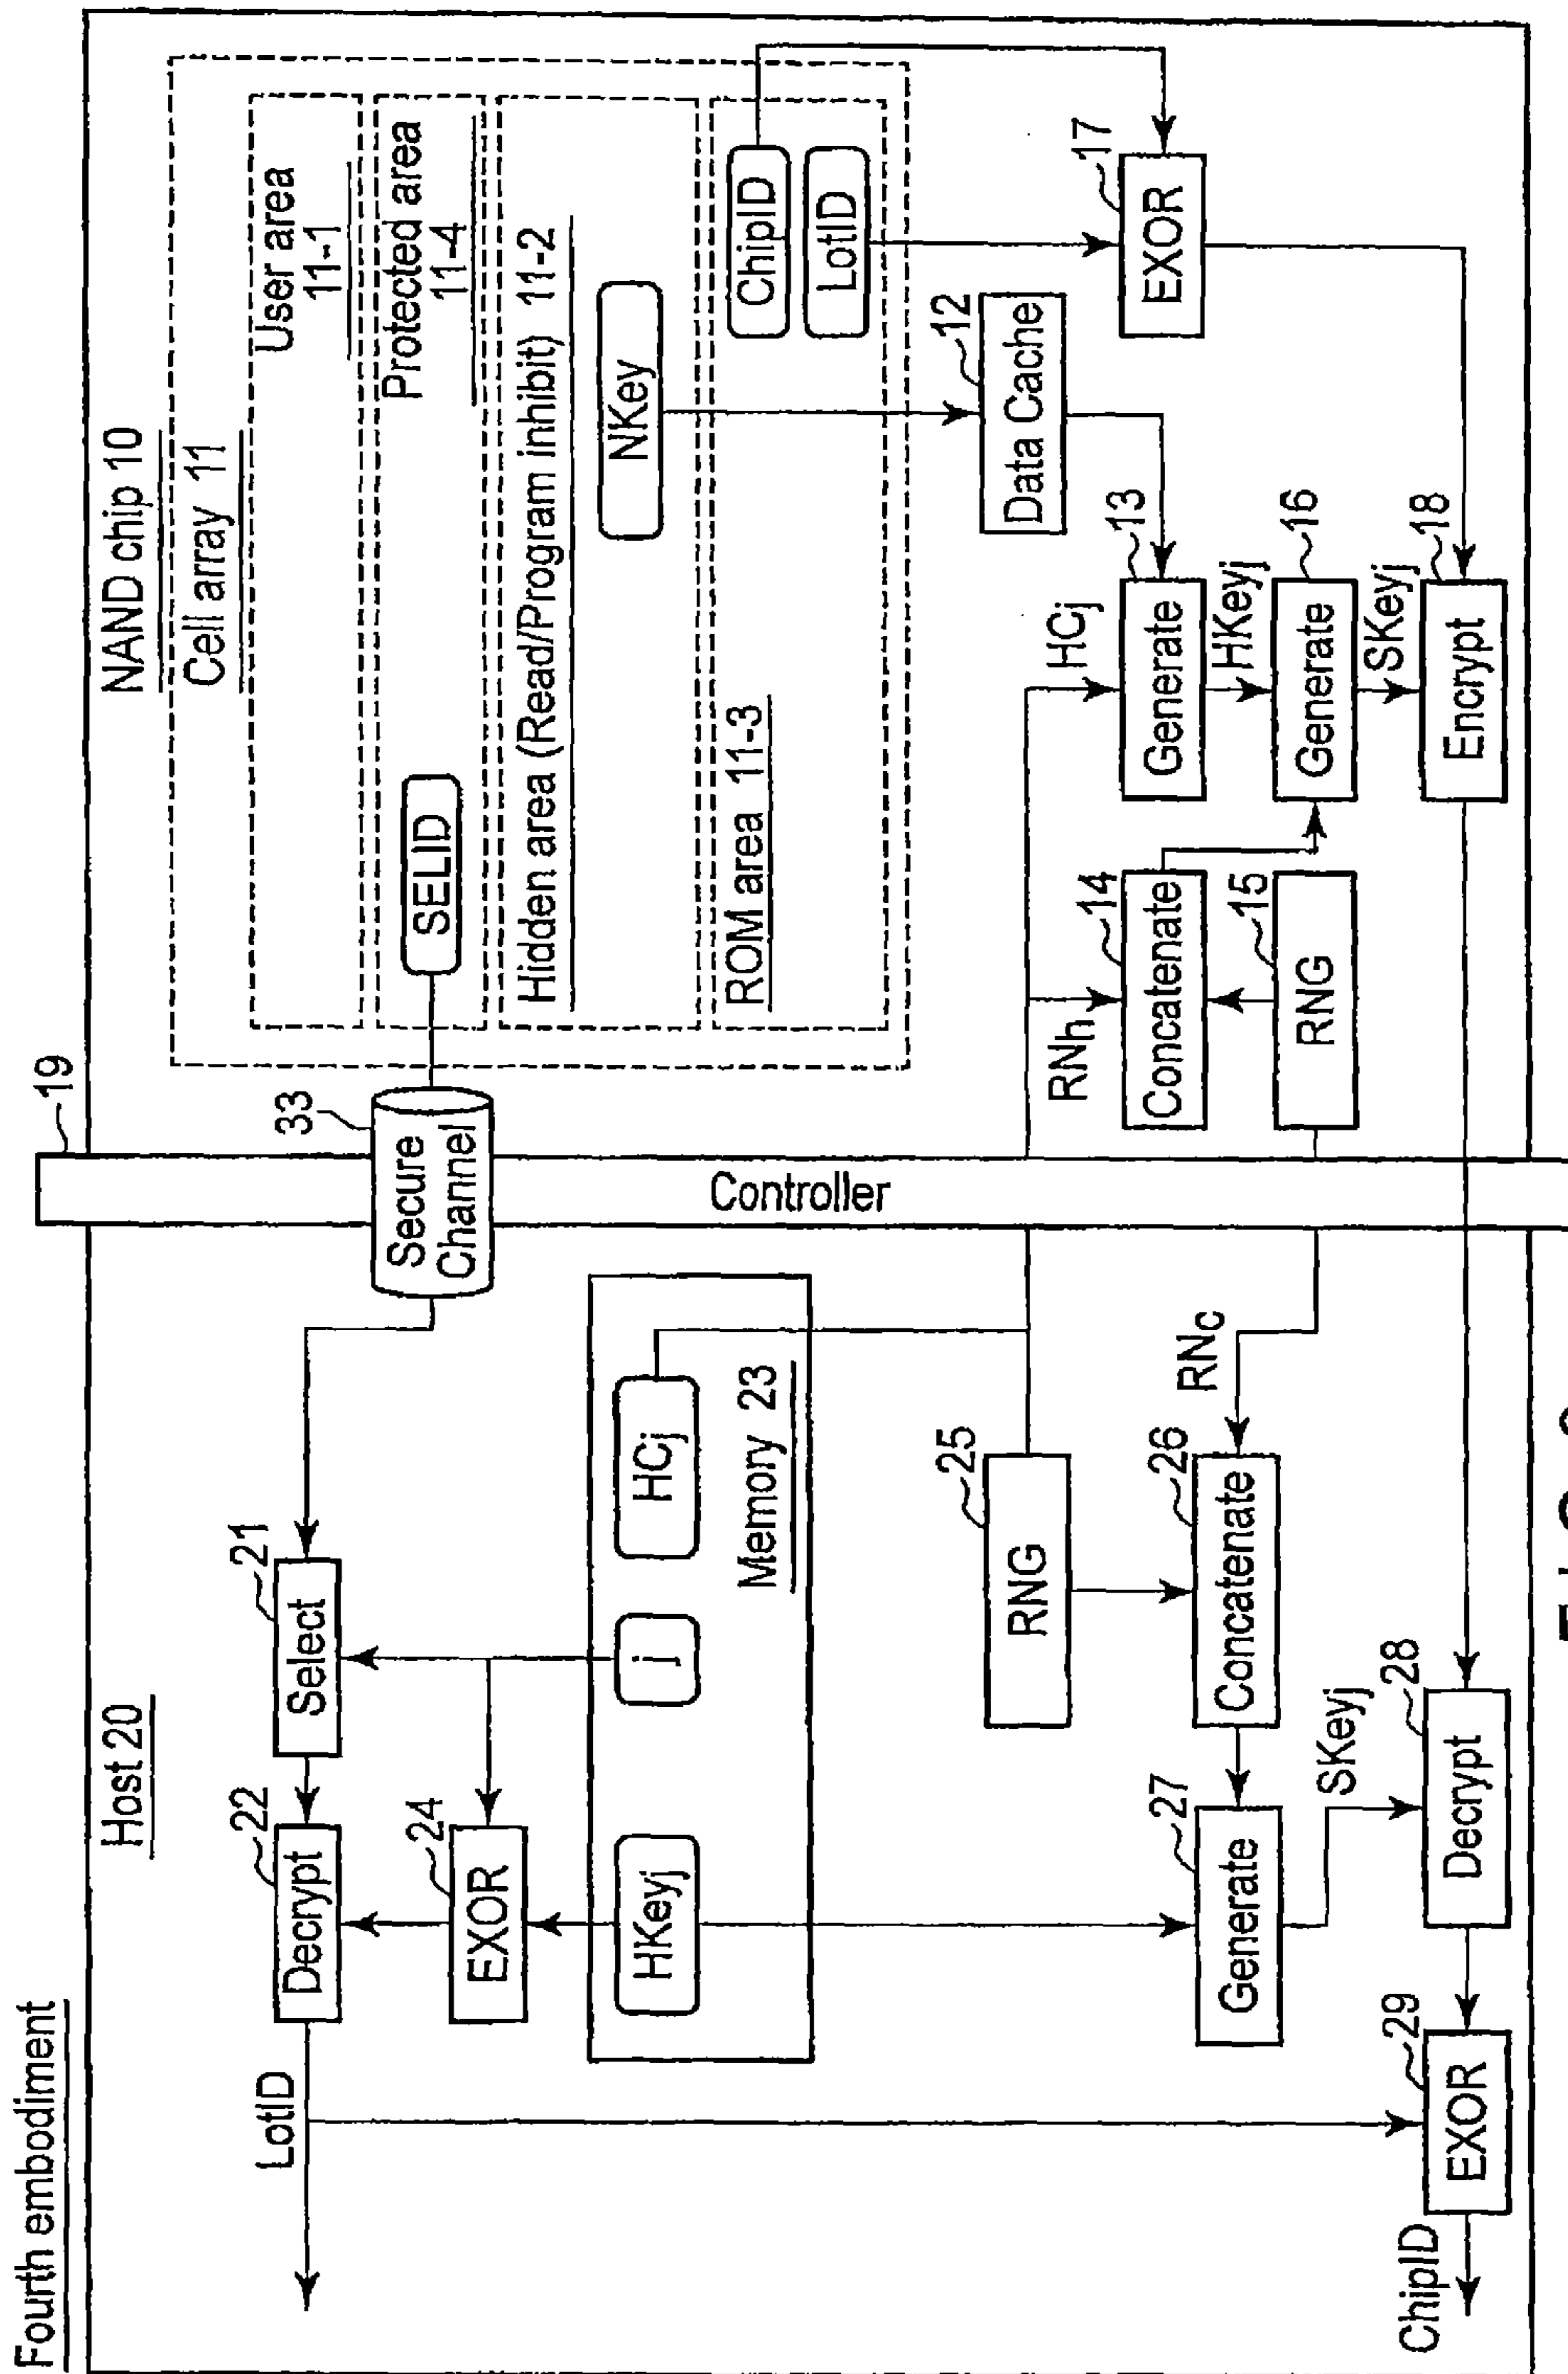 Fourth embodiment
Host 20
NAND chip 10
Cell array 11
User area
11-1
Protected area
11-4
SELID
Hidden area (Read/Program inhibit) 11-2
NKey
ROM area 11-3
ChipID
LotID
19
33
Secure
Channel
Controller
LotID
22
Decrypt
21
Select
24
EXOR
HKeyj
j
HCj
Memory 23
25
RNG
RNc
26
Concatenate
27
Generate
SKeyj
28
Decrypt
29
EXOR
ChipID
12
Data Cache
17
EXOR
HCj
13
Generate
HKeyj
RNh
14
Concatenate
15
RNG
16
Generate
SKeyj
18
Encrypt